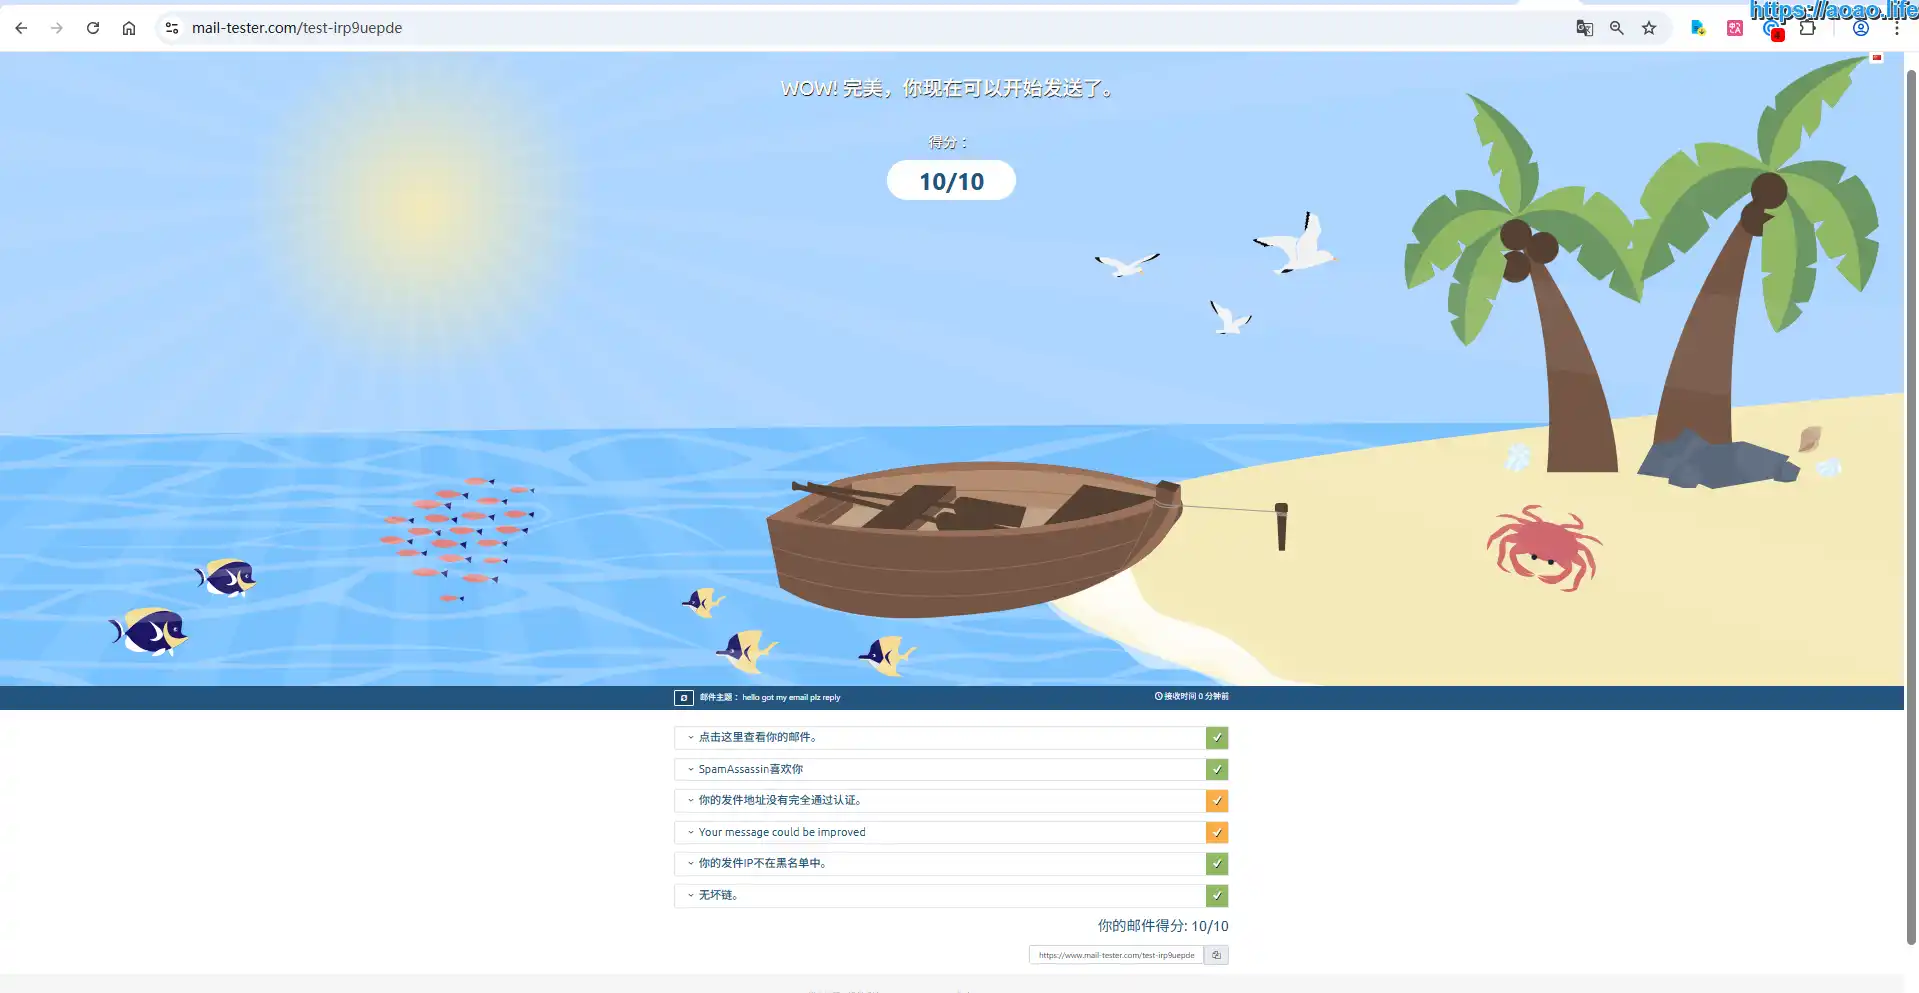 https://aoao.life
mail-tester.com/test-irp9uepde
WOW! 完美，你现在可以开始发送了。
得分：
10/10
邮件主题： hello got my email plz reply
接收时间 0 分钟前
点击这里查看你的邮件。
SpamAssassin喜欢你
你的发件地址没有完全通过认证。
Your message could be improved
你的发件IP不在黑名单中。
无坏链。
你的邮件得分: 10/10
https://www.mail-tester.com/test-irp9uepde